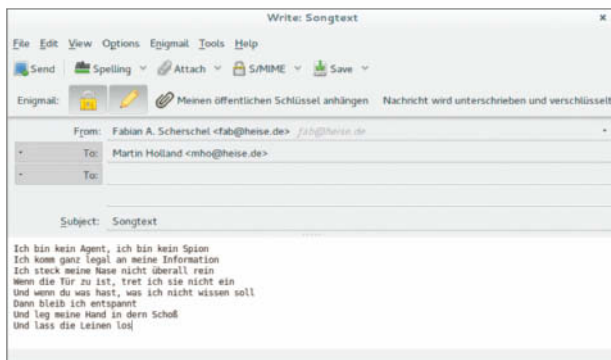 Write: Songtext
File Edit View Options Enigmail Tools Help
Send Spelling Attach S/MIME Save
Enigmail: Meinen öffentlichen Schlüssel anhängen Nachricht wird unterschrieben und verschlüsselt
From: Fabian A. Scherschel <fab@heise.de> fab@heise.de
To: Martin Holland <mho@heise.de>
To:
Subject: Songtext
Ich bin kein Agent, ich bin kein Spion
Ich komm ganz legal an meine Information
Ich steck meine Nase nicht überall rein
Wenn die Tür zu ist, tret ich sie nicht ein
Und wenn du was hast, was ich nicht wissen soll
Dann bleib ich entspannt
Und leg meine Hand in dern Schoß
Und lass die Leinen los